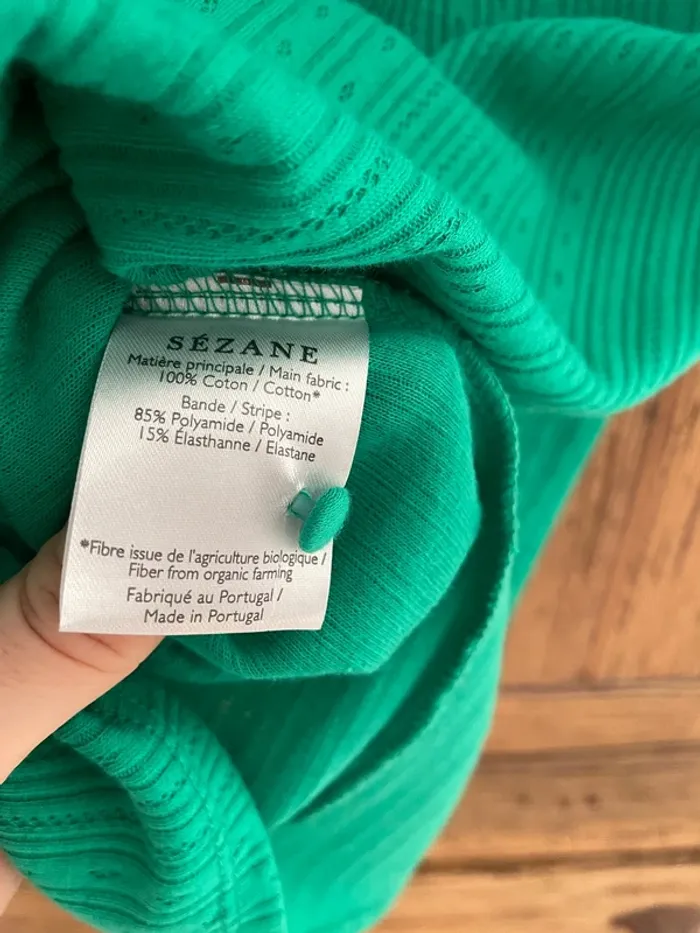 SÉZANE
Matière principale / Main fabric :
100% Coton / Cotton*
Bande / Stripe :
85% Polyamide / Polyamide
15% Élasthanne / Elastane
*Fibre issue de l'agriculture biologique /
Fiber from organic farming
Fabriqué au Portugal /
Made in Portugal